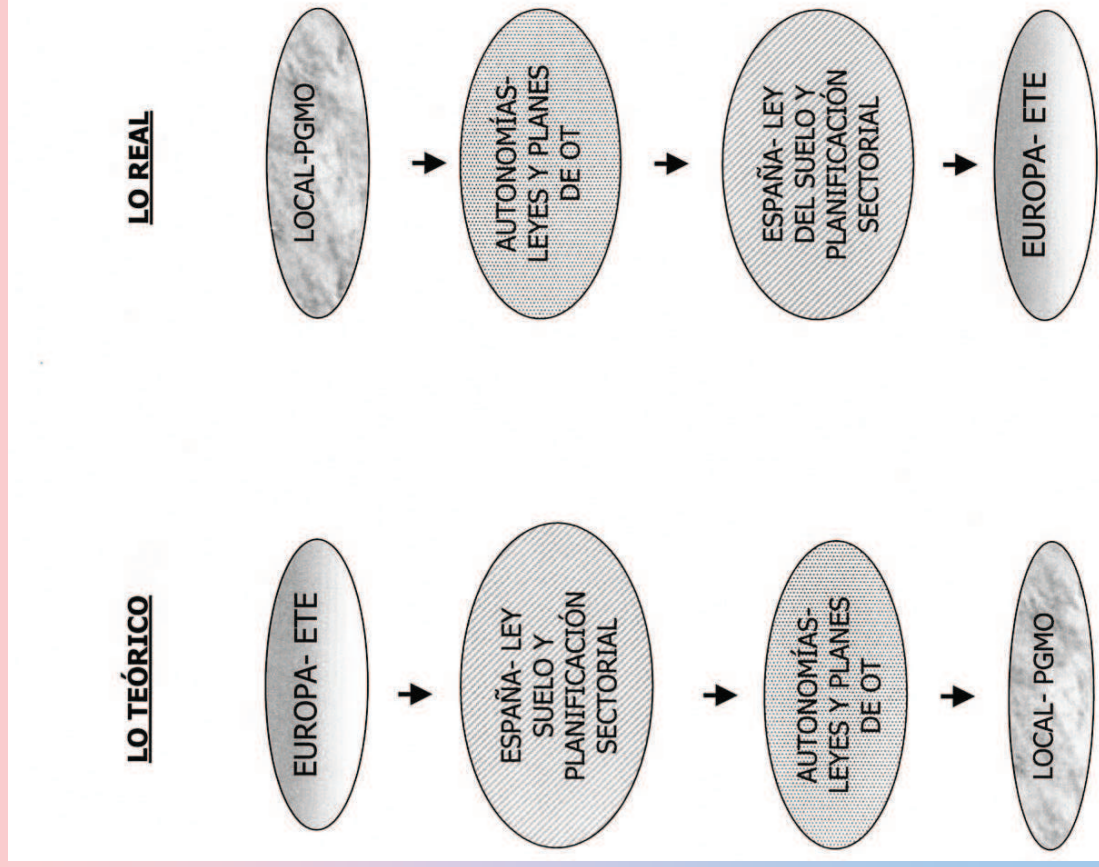 LO TEÓRICO
EUROPA- ETE
ESPAÑA- LEY
SUELO Y
PLANIFICACIÓN
SECTORIAL
AUTONOMÍAS-
LEYES Y PLANES
DE OT
LOCAL- PGMO
LO REAL
LOCAL-PGMO
AUTONOMÍAS-
LEYES Y PLANES
DE OT
ESPAÑA- LEY
DEL SUELO Y
PLANIFICACIÓN
SECTORIAL
EUROPA- ETE